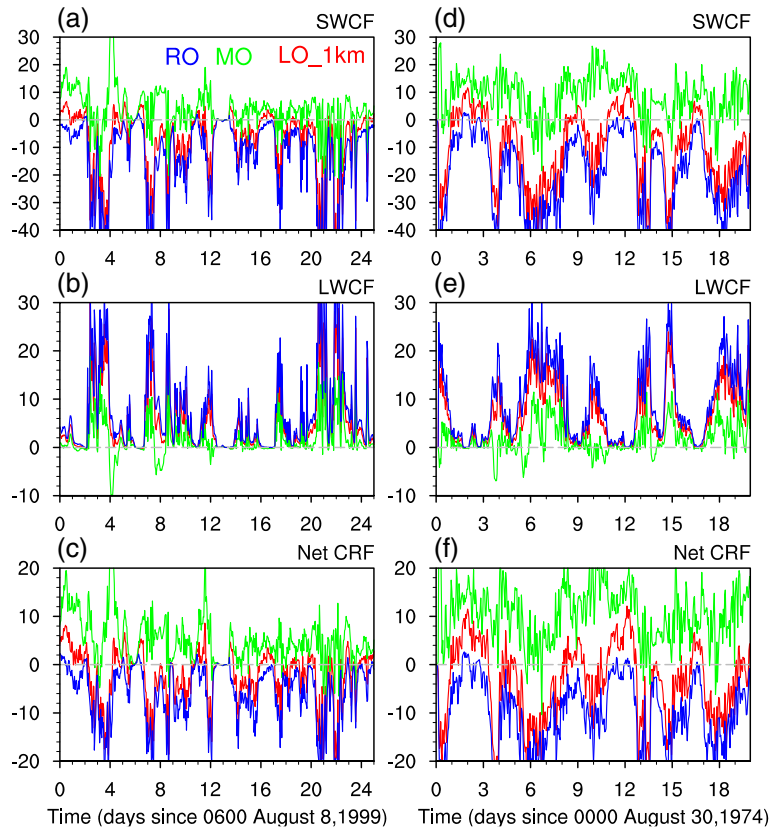 (a) SWCF (d) SWCF
30 30
20 RO MO LO_1km 20
10 10
0 0
-10 -10
-20 -20
-30 -30
-40 -40
0 4 8 12 16 20 24 0 3 6 9 12 15 18
(b) LWCF (e) LWCF
30 30
20 20
10 10
0 0
-10 -10
0 4 8 12 16 20 24 0 3 6 9 12 15 18
(c) Net CRF (f) Net CRF
20 20
10 10
0 0
-10 -10
-20 -20
0 4 8 12 16 20 24 0 3 6 9 12 15 18
Time (days since 0600 August 8,1999) Time (days since 0000 August 30,1974)